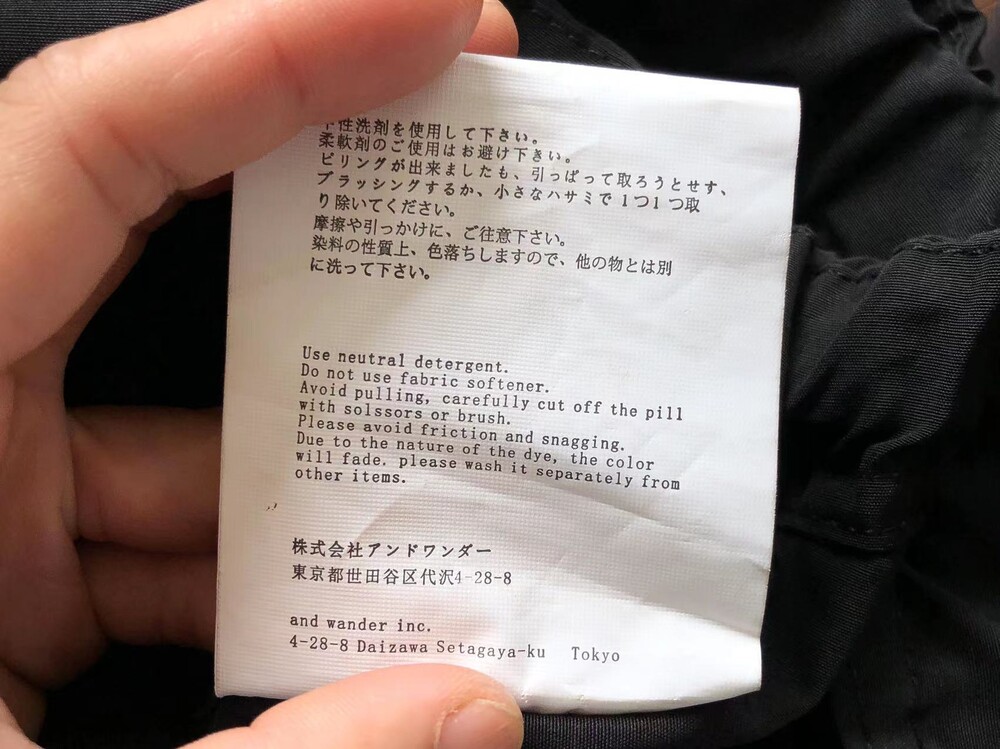 性洗剤を使用して下さい。
柔軟剤のご使用はお避け下きい。
ピリングが出来ましたも、引っぱって取ろうとせす、
ブラッシングするか、小さなハサミで1つ1つ取
り除いてください。
摩擦や引っかけに、ご注意下さい。
染料の性質上、色落ちしますので、他の物とは別
に洗って下さい。
Use neutral detergent.
Do not use fabric softener.
Avoid pulling, carefully cut off the pill
with solssors or brush.
Please avoid friction and snagging.
Due to the nature of the dye, the color
will fade. please wash it separately from
other items.
株式会社アンドワンダー
東京都世田谷区代沢4-28-8
and wander inc.
4-28-8 Daizawa Setagaya-ku Tokyo